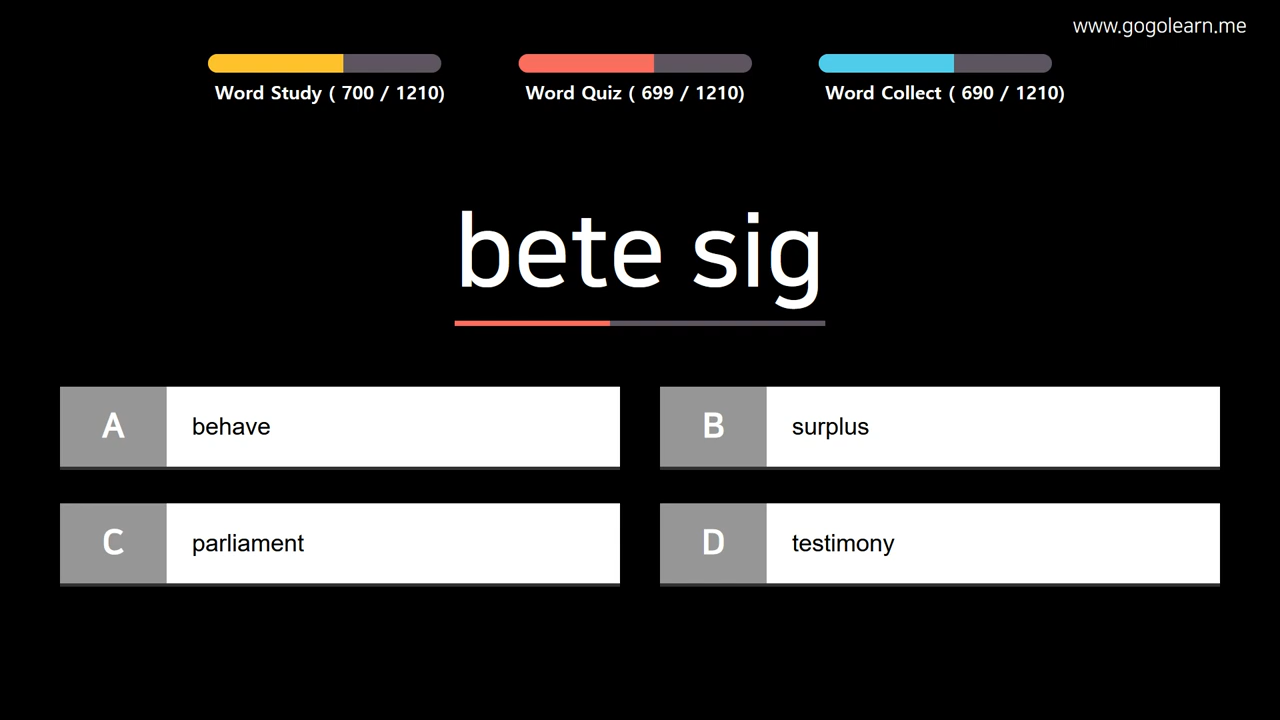 www.gogolearn.me
Word Study ( 700 / 1210)
Word Quiz ( 699 / 1210)
Word Collect ( 690 / 1210)
bete sig
A behave
B surplus
C parliament
D testimony